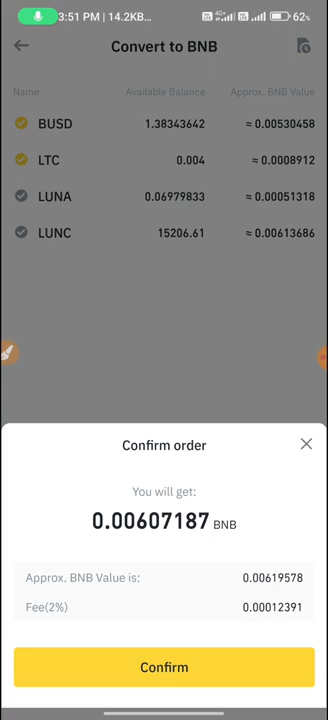 3:51 PM | 14.2KB... 62%
Convert to BNB
Name Available Balance Approx. BNB Value
BUSD 1.38343642 ≈ 0.00530458
LTC 0.004 ≈ 0.0008912
LUNA 0.06979833 ≈ 0.00051318
LUNC 15206.61 ≈ 0.00613686
Confirm order
You will get:
0.00607187 BNB
Approx. BNB Value is: 0.00619578
Fee(2%) 0.00012391
Confirm